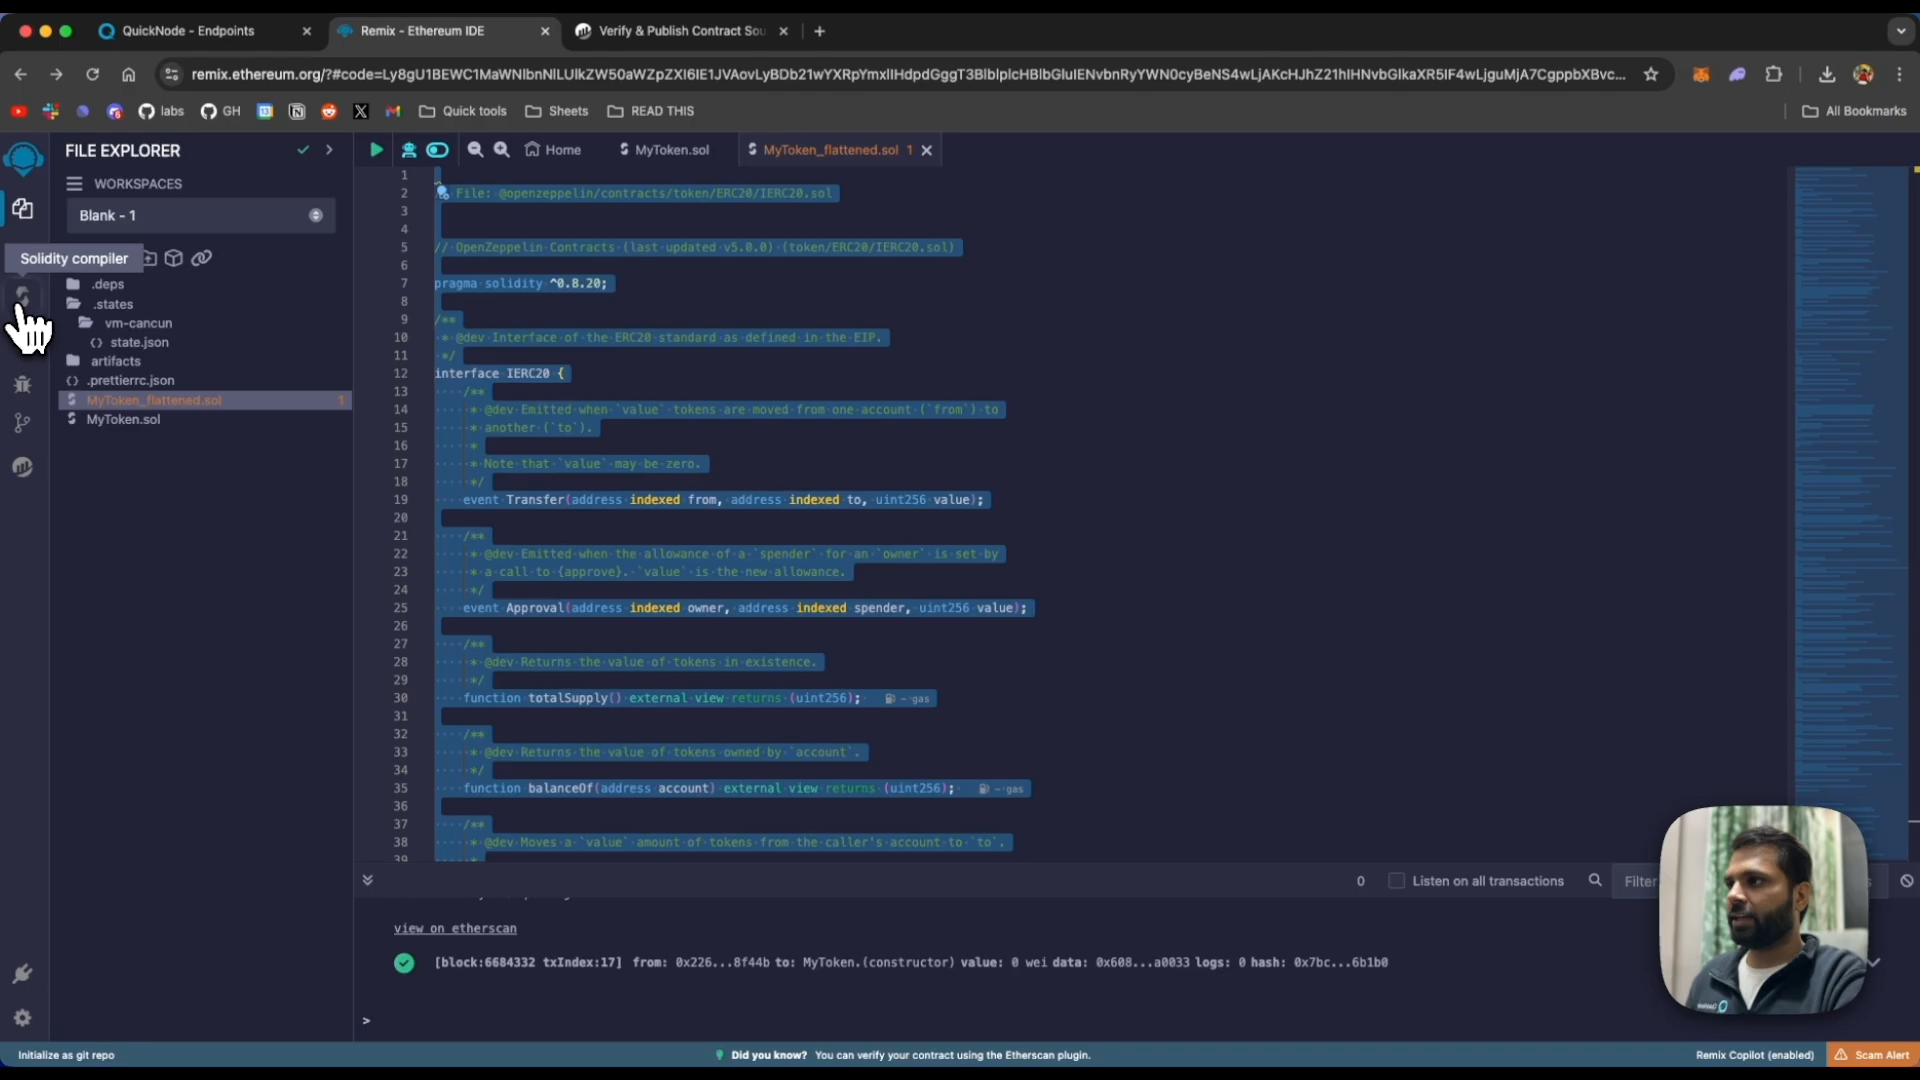 QuickNode - Endpoints
Remix - Ethereum IDE
Verify & Publish Contract Sou
labs
GH
Quick tools
Sheets
READ THIS
All Bookmarks
FILE EXPLORER
WORKSPACES
Blank - 1
Solidity compiler
.deps
.states
vm-cancun
state.json
artifacts
.prettierrc.json
MyToken_flattened.sol 1
MyToken.sol
Home
MyToken.sol
MyToken_flattened.sol 1
1
2 File: @openzeppelin/contracts/token/ERC20/IERC20.sol
3
4
5 // OpenZeppelin Contracts (last updated v5.0.0) (token/ERC20/IERC20.sol)
6
7 pragma solidity ^0.8.20;
8
9 /**
10 * @dev Interface of the ERC20 standard as defined in the EIP.
11 */
12 interface IERC20 {
13 /**
14 * @dev Emitted when `value` tokens are moved from one account (`from`) to
15 * another (`to`).
16 *
17 * Note that `value` may be zero.
18 */
19 event Transfer(address indexed from, address indexed to, uint256 value);
20
21 /**
22 * @dev Emitted when the allowance of a `spender` for an `owner` is set by
23 * a call to {approve}. `value` is the new allowance.
24 */
25 event Approval(address indexed owner, address indexed spender, uint256 value);
26
27 /**
28 * @dev Returns the value of tokens in existence.
29 */
30 function totalSupply() external view returns (uint256); - gas
31
32 /**
33 * @dev Returns the value of tokens owned by `account`.
34 */
35 function balanceOf(address account) external view returns (uint256); - gas
36
37 /**
38 * @dev Moves a `value` amount of tokens from the caller's account to `to`.
39 *
0
Listen on all transactions
Filter
view on etherscan
[block:6684332 txIndex:17] from: 0x226...8f44b to: MyToken.(constructor) value: 0 wei data: 0x608...a0033 logs: 0 hash: 0x7bc...6b1b0
>
Initialize as git repo
Did you know? You can verify your contract using the Etherscan plugin.
Remix Copilot (enabled)
Scam Alert